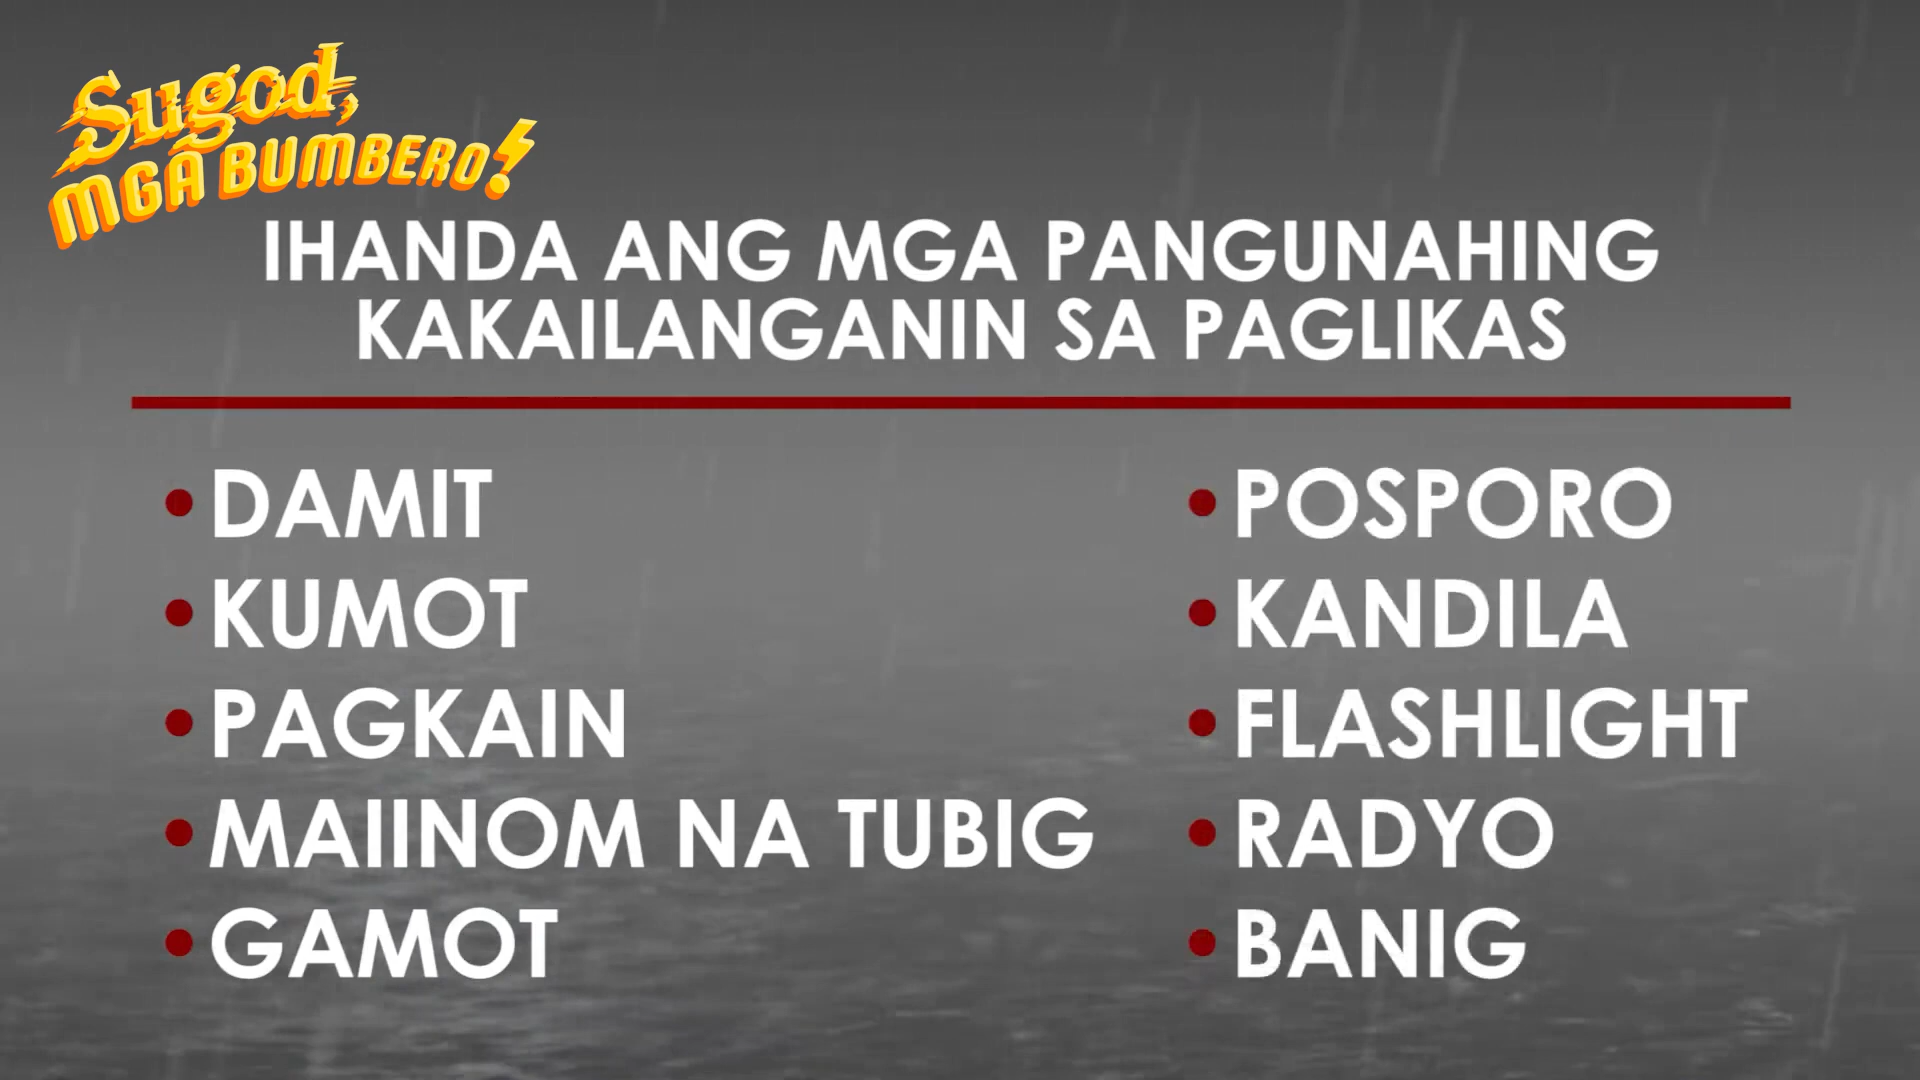 Sugod,
MGA BUMBERO!
IHANDA ANG MGA PANGUNAHING
KAKAILANGANIN SA PAGLIKAS
• DAMIT
• KUMOT
• PAGKAIN
• MAIINOM NA TUBIG
• GAMOT
• POSPORO
• KANDILA
• FLASHLIGHT
• RADYO
• BANIG